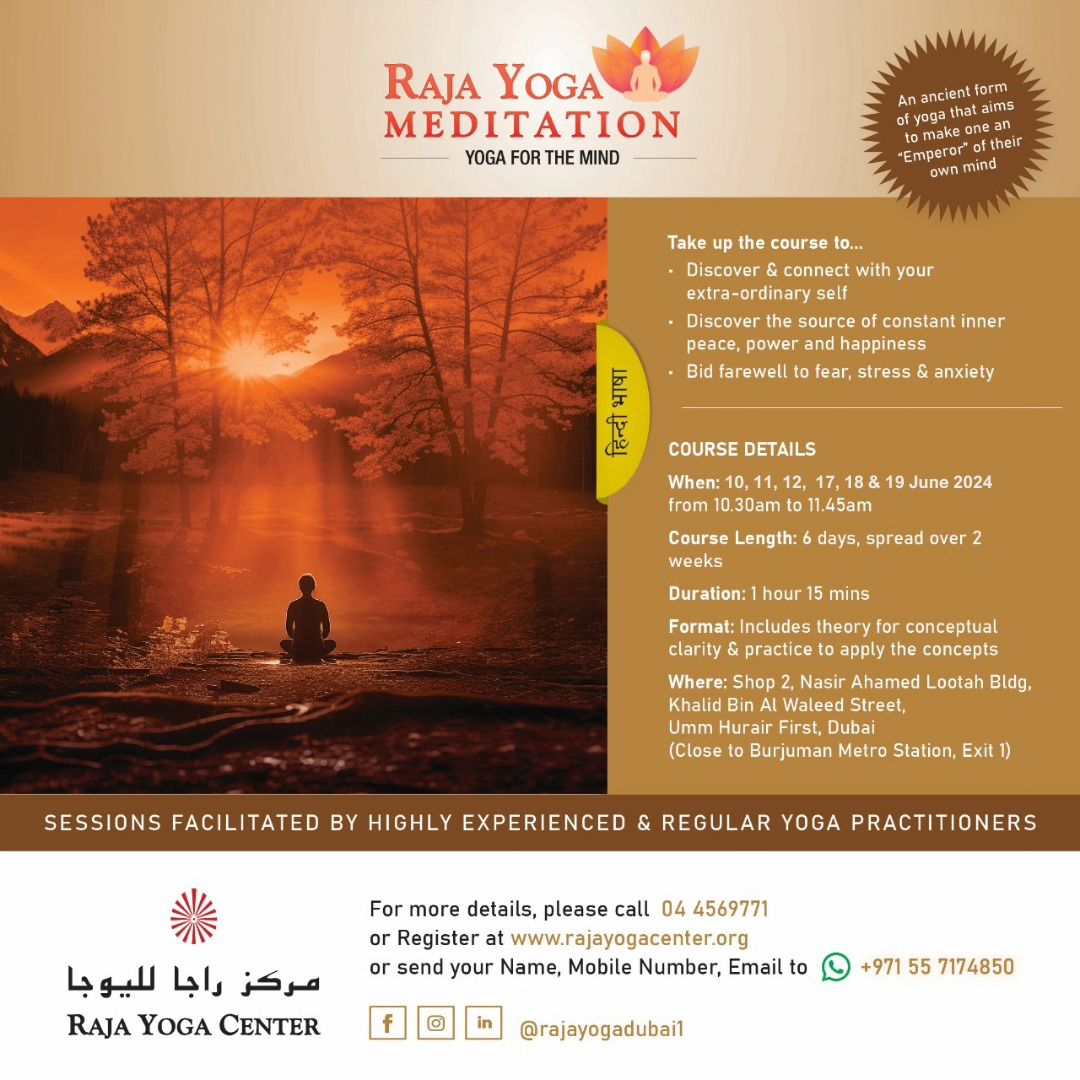 RAJA YOGA
MEDITATION
YOGA FOR THE MIND
An ancient form
of yoga that aims
to make one an
“Emperor” of their
own mind
Take up the course to...
• Discover & connect with your
extra-ordinary self
• Discover the source of constant inner
peace, power and happiness
• Bid farewell to fear, stress & anxiety
हिन्दी भाषा
COURSE DETAILS
When: 10, 11, 12, 17, 18 & 19 June 2024
from 10.30am to 11.45am
Course Length: 6 days, spread over 2
weeks
Duration: 1 hour 15 mins
Format: Includes theory for conceptual
clarity & practice to apply the concepts
Where: Shop 2, Nasir Ahamed Lootah Bldg,
Khalid Bin Al Waleed Street,
Umm Hurair First, Dubai
(Close to Burjuman Metro Station, Exit 1)
SESSIONS FACILITATED BY HIGHLY EXPERIENCED & REGULAR YOGA PRACTITIONERS
مركز راجا لليوجا
RAJA YOGA CENTER
For more details, please call 04 4569771
or Register at www.rajayogacenter.org
or send your Name, Mobile Number, Email to +971 55 7174850
@rajayogadubai1